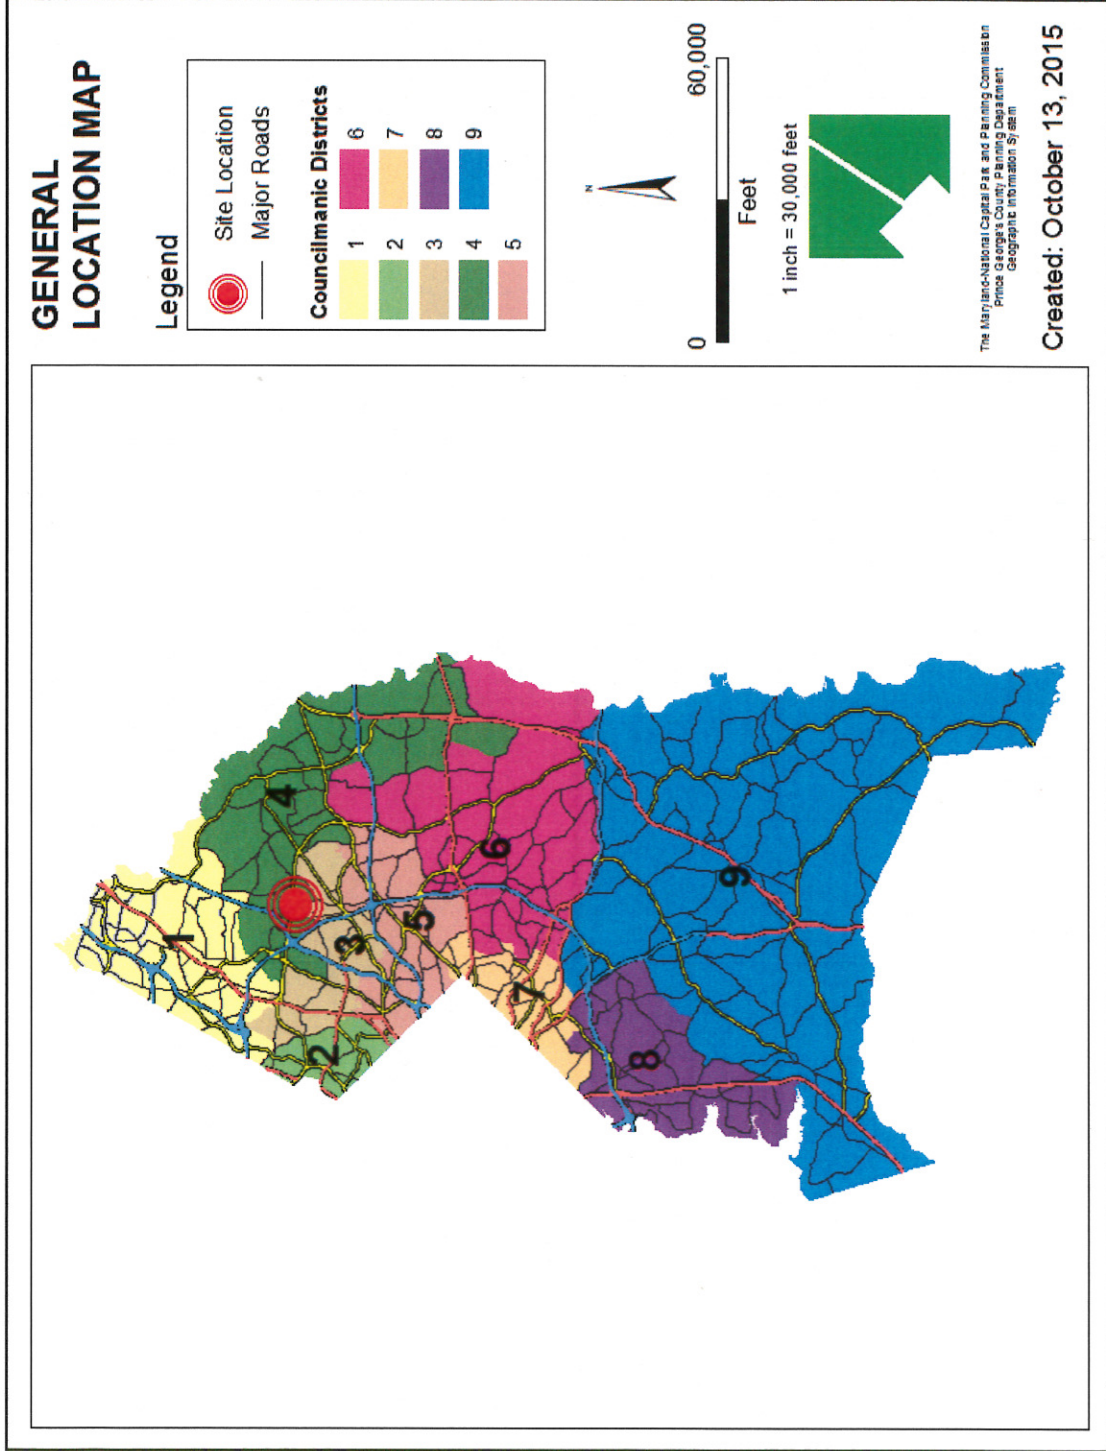 GENERAL
LOCATION MAP
Legend
Site Location
Major Roads
Councilmanic Districts
1
2
3
4
5
6
7
8
9
N
0
60,000
Feet
1 inch = 30,000 feet
The Maryland-National Capital Park and Planning Commission
Prince George's County Planning Department
Geographic Information System
Created: October 13, 2015
1
4
2
3
5
6
7
8
9